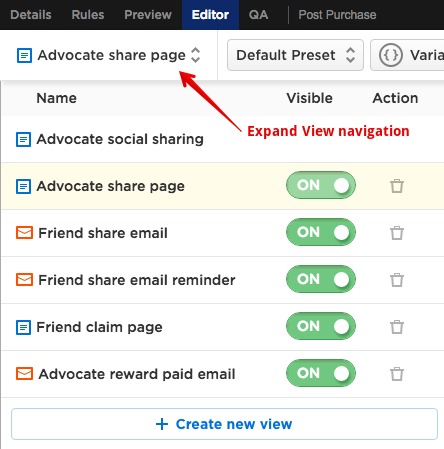 Details Rules Preview Editor QA Post Purchase
Advocate share page Default Preset {} Varia
Expand View navigation
Name Visible Action
Advocate social sharing
Advocate share page ON
Friend share email ON
Friend share email reminder ON
Friend claim page ON
Advocate reward paid email ON
+ Create new view